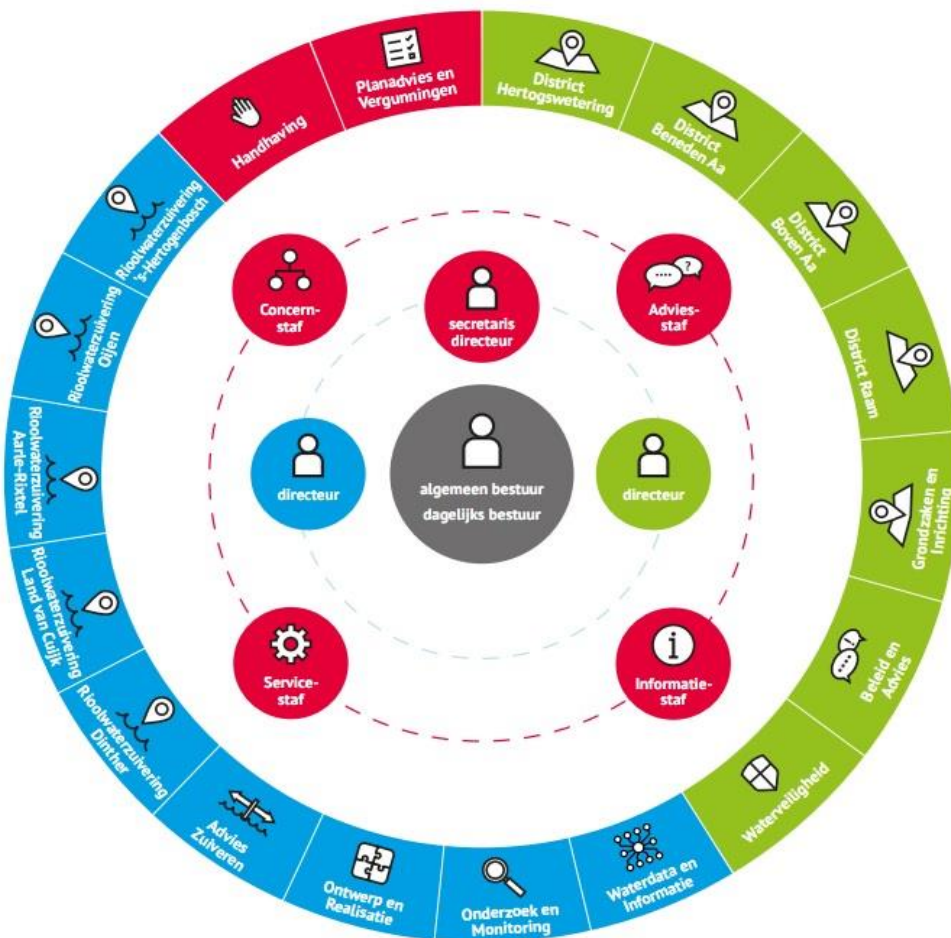 Planadvies en
Vergunningen
District
Hertogswetering
District
Beneden Aa
District
Boven Aa
District Raam
Grondzaken en
Inrichting
Beleid en
Advies
Waterveiligheid
Waterdata en
Informatie
Onderzoek en
Monitoring
Ontwerp en
Realisatie
Advies
Zuiveren
Rioolwaterzuivering
Dinther
Rioolwaterzuivering
Land van Cuijk
Rioolwaterzuivering
Aarle-Rixtel
Rioolwaterzuivering
Oijen
Rioolwaterzuivering
's-Hertogenbosch
Handhaving
Concern-
staf
secretaris
directeur
?
Advies-
staf
directeur
algemeen bestuur
dagelijks bestuur
directeur
Service-
staf
i
Informatie-
staf